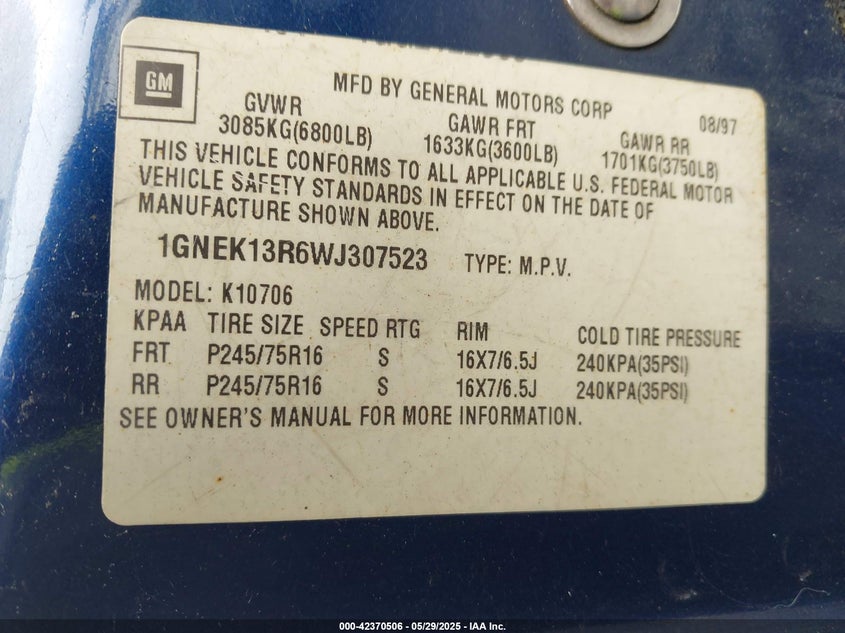 GM
MFD BY GENERAL MOTORS CORP 08/97
GVWR GAWR FRT GAWR RR
3085KG(6800LB) 1633KG(3600LB) 1701KG(3750LB)
THIS VEHICLE CONFORMS TO ALL APPLICABLE U.S. FEDERAL MOTOR
VEHICLE SAFETY STANDARDS IN EFFECT ON THE DATE OF
MANUFACTURE SHOWN ABOVE.
1GNEK13R6WJ307523 TYPE: M.P.V.
MODEL: K10706
KPAA TIRE SIZE SPEED RTG RIM COLD TIRE PRESSURE
FRT P245/75R16 S 16X7/6.5J 240KPA(35PSI)
RR P245/75R16 S 16X7/6.5J 240KPA(35PSI)
SEE OWNER'S MANUAL FOR MORE INFORMATION.
000-42370506 - 05/29/2025 - IAA Inc.